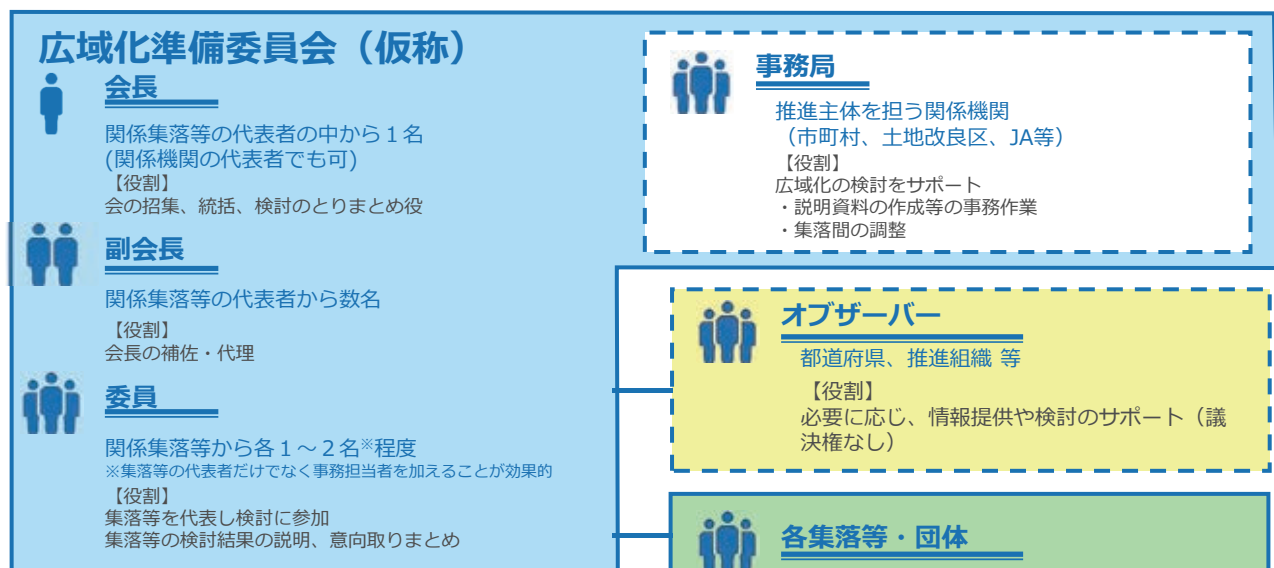 広域化準備委員会（仮称）
会長
関係集落等の代表者の中から１名
(関係機関の代表者でも可)
【役割】
会の招集、統括、検討のとりまとめ役
副会長
関係集落等の代表者から数名
【役割】
会長の補佐・代理
委員
関係集落等から各１～２名※程度
※集落等の代表者だけでなく事務担当者を加えることが効果的
【役割】
集落等を代表し検討に参加
集落等の検討結果の説明、意向取りまとめ
事務局
推進主体を担う関係機関
（市町村、土地改良区、JA等）
【役割】
広域化の検討をサポート
・説明資料の作成等の事務作業
・集落間の調整
オブザーバー
都道府県、推進組織 等
【役割】
必要に応じ、情報提供や検討のサポート（議
決権なし）
各集落等・団体